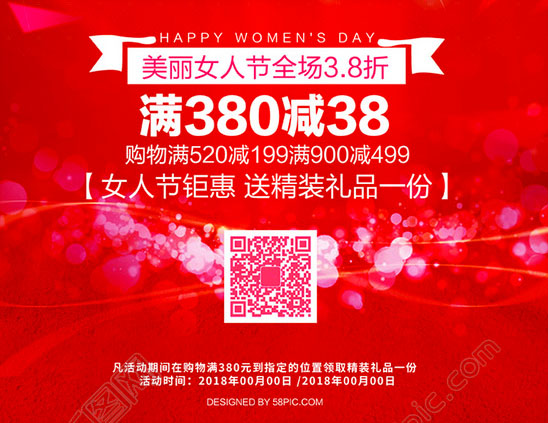 HAPPY WOMEN'S DAY
美丽女人节全场3.8折
满380减38
购物满520减199满900减499
【 女人节钜惠 送精装礼品一份 】
凡活动期间在购物满380元到指定的位置领取精装礼品一份
活动时间：2018年00月00日 /2018年00月00日
DESIGNED BY 58PIC.COM